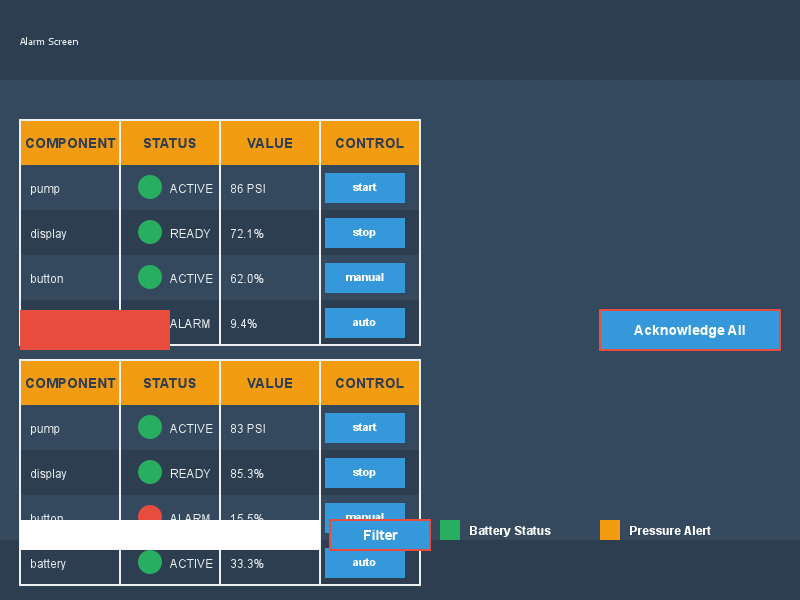 Alarm Screen
COMPONENT STATUS VALUE CONTROL
pump ACTIVE 86 PSI start
display READY 72.1% stop
button ACTIVE 62.0% manual
ALARM 9.4% auto
Acknowledge All
COMPONENT STATUS VALUE CONTROL
pump ACTIVE 83 PSI start
display READY 85.3% stop
button ALARM 15.5% manual
Filter Battery Status Pressure Alert
battery ACTIVE 33.3% auto